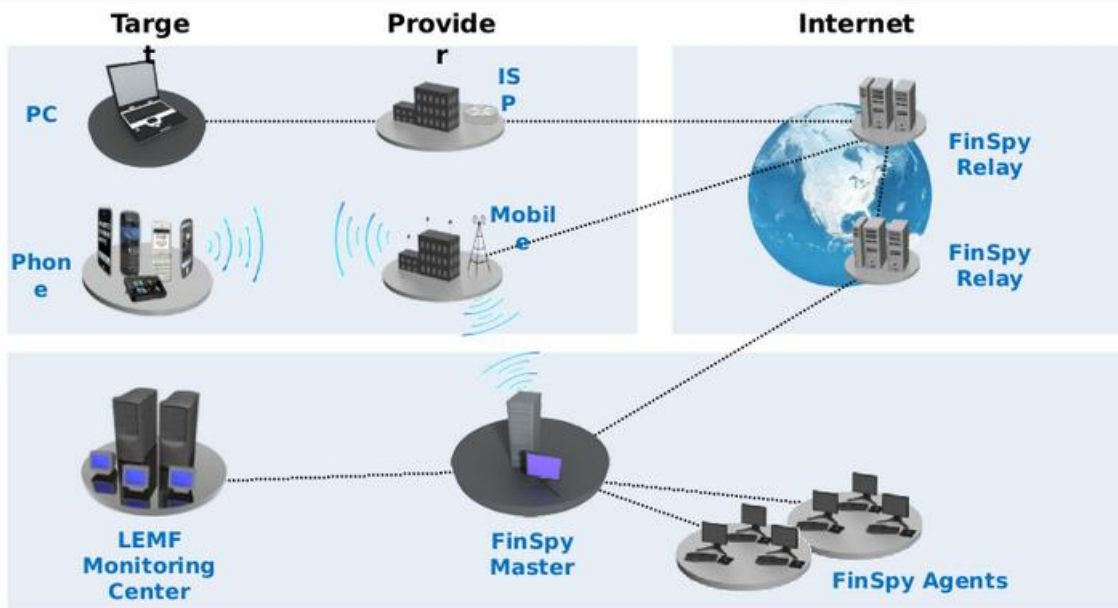 Targe
t
Provide
r
Internet
PC
IS
P
FinSpy
Relay
Phon
e
Mobil
e
FinSpy
Relay
LEMF
Monitoring
Center
FinSpy
Master
FinSpy Agents